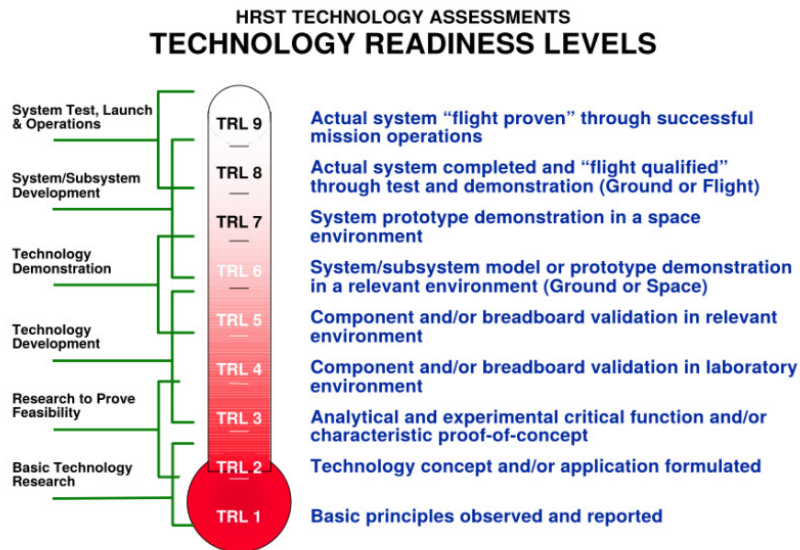 HRST TECHNOLOGY ASSESSMENTS
TECHNOLOGY READINESS LEVELS
System Test, Launch
& Operations
System/Subsystem
Development
Technology
Demonstration
Technology
Development
Research to Prove
Feasibility
Basic Technology
Research
TRL 9
TRL 8
TRL 7
TRL 6
TRL 5
TRL 4
TRL 3
TRL 2
TRL 1
Actual system “flight proven” through successful
mission operations
Actual system completed and “flight qualified”
through test and demonstration (Ground or Flight)
System prototype demonstration in a space
environment
System/subsystem model or prototype demonstration
in a relevant environment (Ground or Space)
Component and/or breadboard validation in relevant
environment
Component and/or breadboard validation in laboratory
environment
Analytical and experimental critical function and/or
characteristic proof-of-concept
Technology concept and/or application formulated
Basic principles observed and reported